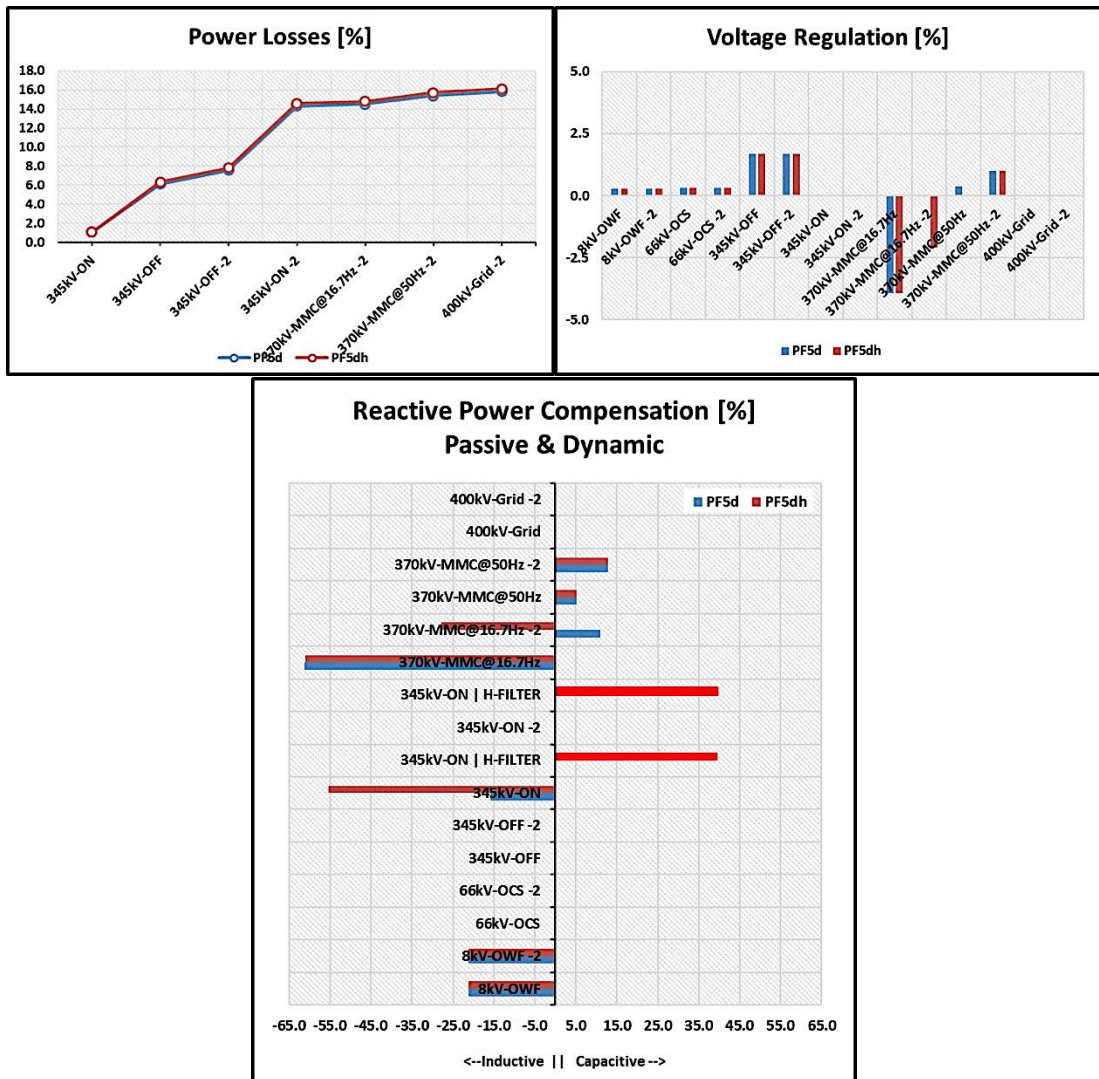 Power Losses [%]
18.0
16.0
14.0
12.0
10.0
8.0
6.0
4.0
2.0
0.0
345kV-ON
345kV-OFF
345kV-OFF -2
345kV-ON -2
370kV-MMC@16.7Hz -2
370kV-MMC@50Hz -2
400kV-Grid -2
PF5d
PF5dh
Voltage Regulation [%]
5.0
2.5
0.0
-2.5
-5.0
8kV-OWF
8kV-OWF -2
66kV-OCS
66kV-OCS -2
345kV-OFF
345kV-OFF -2
345kV-ON
345kV-ON -2
370kV-MMC@16.7Hz
370kV-MMC@16.7Hz -2
370kV-MMC@50Hz
370kV-MMC@50Hz -2
400kV-Grid
400kV-Grid -2
PF5d
PF5dh
Reactive Power Compensation [%]
Passive & Dynamic
PF5d
PF5dh
400kV-Grid -2
400kV-Grid
370kV-MMC@50Hz -2
370kV-MMC@50Hz
370kV-MMC@16.7Hz -2
370kV-MMC@16.7Hz
345kV-ON | H-FILTER
345kV-ON -2
345kV-ON | H-FILTER
345kV-ON
345kV-OFF -2
345kV-OFF
66kV-OCS -2
66kV-OCS
8kV-OWF -2
8kV-OWF
-65.0 -55.0 -45.0 -35.0 -25.0 -15.0 -5.0 5.0 15.0 25.0 35.0 45.0 55.0 65.0
<--Inductive || Capacitive -->